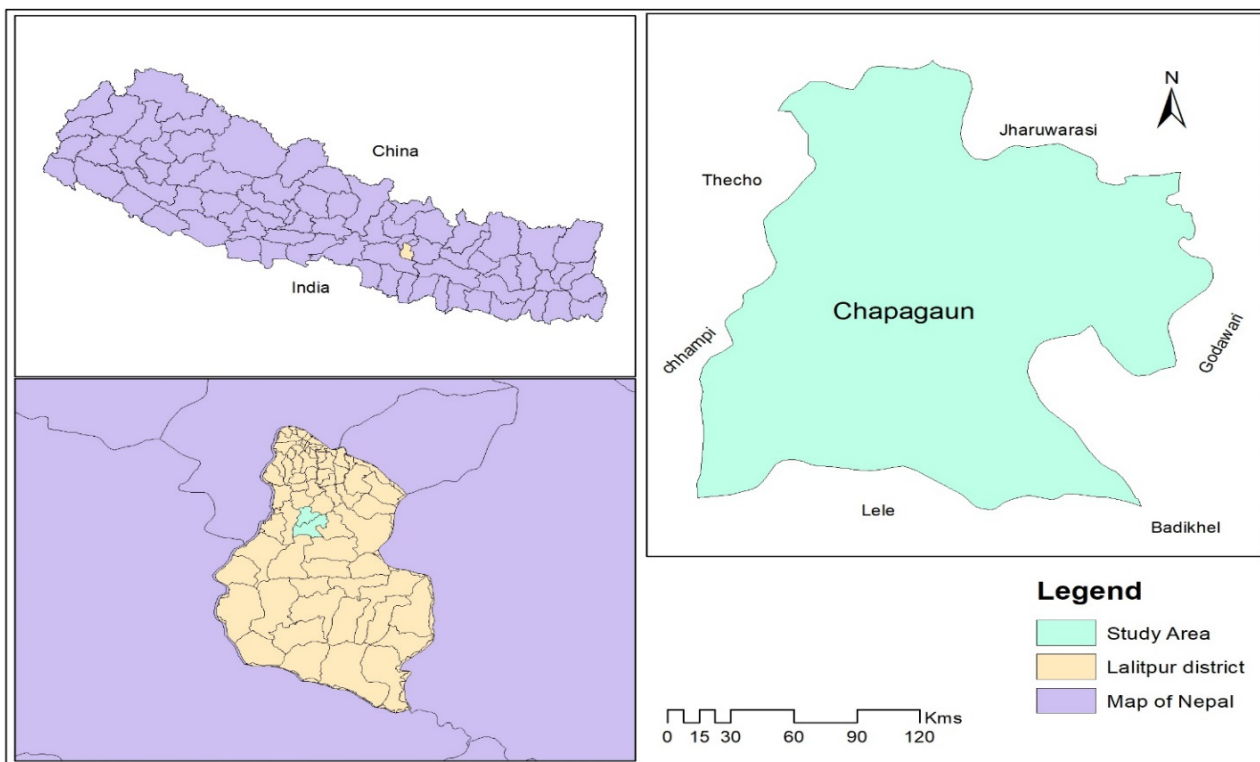 China
India
N
Jharuwarasi
Thecho
Chapagaun
chhampi
Godawari
Lele
Badikhel
Legend
Study Area
Lalitpur district
Map of Nepal
Kms
0 15 30 60 90 120